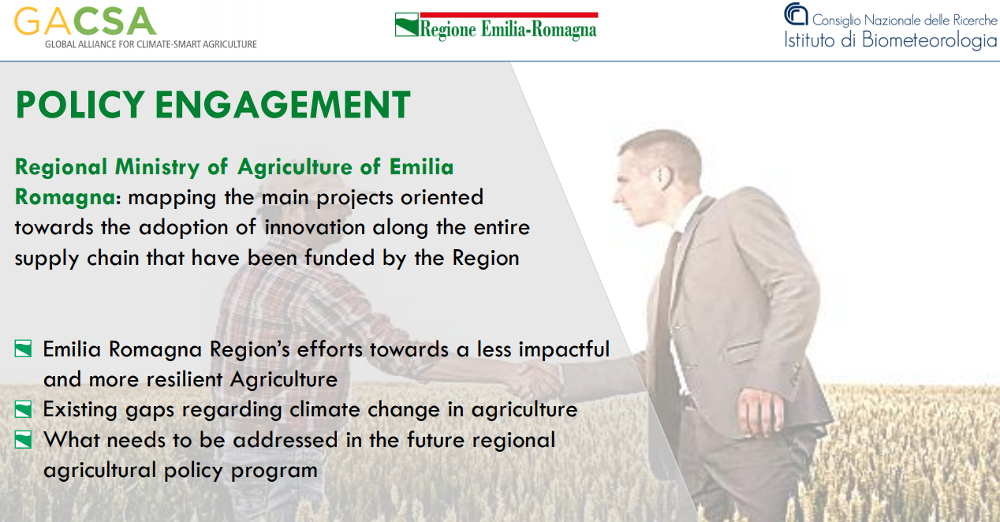 GACSA
GLOBAL ALLIANCE FOR CLIMATE-SMART AGRICULTURE
Regione Emilia-Romagna
Consiglio Nazionale delle Ricerche
Istituto di Biometeorologia
POLICY ENGAGEMENT
Regional Ministry of Agriculture of Emilia
Romagna: mapping the main projects oriented
towards the adoption of innovation along the entire
supply chain that have been funded by the Region
Emilia Romagna Region’s efforts towards a less impactful
and more resilient Agriculture
Existing gaps regarding climate change in agriculture
What needs to be addressed in the future regional
agricultural policy program